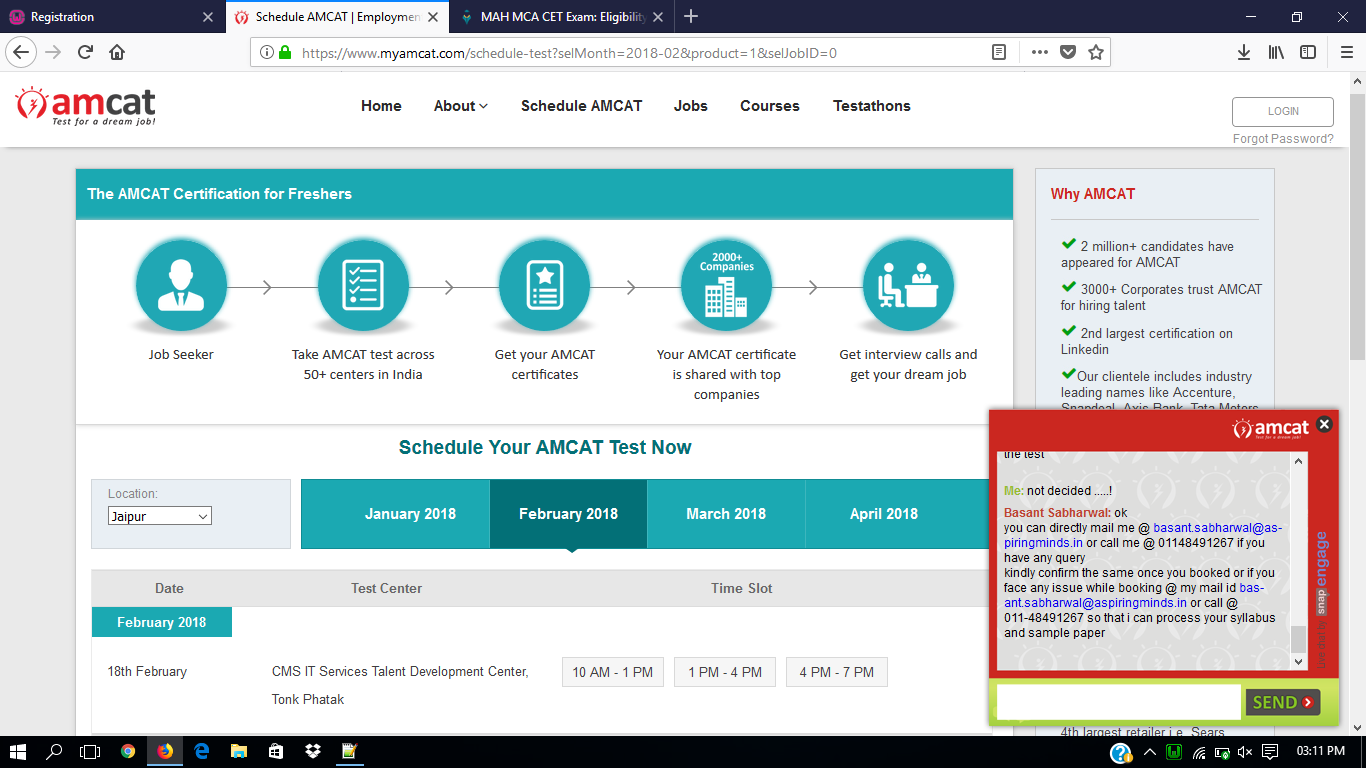 Registration
Schedule AMCAT | Employmen
MAH MCA CET Exam: Eligibility
https://www.myamcat.com/schedule-test?selMonth=2018-02&product=1&selJobID=0
amcat
Test for a dream job!
Home About Schedule AMCAT Jobs Courses Testathons
LOGIN
Forgot Password?
The AMCAT Certification for Freshers
2000+
Companies
Job Seeker
Take AMCAT test across
50+ centers in India
Get your AMCAT
certificates
Your AMCAT certificate
is shared with top
companies
Get interview calls and
get your dream job
Schedule Your AMCAT Test Now
Location:
Jaipur
January 2018 February 2018 March 2018 April 2018
Date Test Center Time Slot
February 2018
18th February
CMS IT Services Talent Development Center,
Tonk Phatak
10 AM - 1 PM 1 PM - 4 PM 4 PM - 7 PM
Why AMCAT
2 million+ candidates have
appeared for AMCAT
3000+ Corporates trust AMCAT
for hiring talent
2nd largest certification on
Linkedin
Our clientele includes industry
leading names like Accenture,
Snapdeal, Axis Bank, Tata Motors
amcat
Test for a dream job!
the test
Me: not decided .....!
Basant Sabharwal: ok
you can directly mail me @ basant.sabharwal@as-
piringminds.in or call me @ 01148491267 if you
have any query
kindly confirm the same once you booked or if you
face any issue while booking @ my mail id bas-
ant.sabharwal@aspiringminds.in or call @
011-48491267 so that i can process your syllabus
and sample paper
live chat by snap engage
SEND
4th largest retailer i.e. Sears
03:11 PM